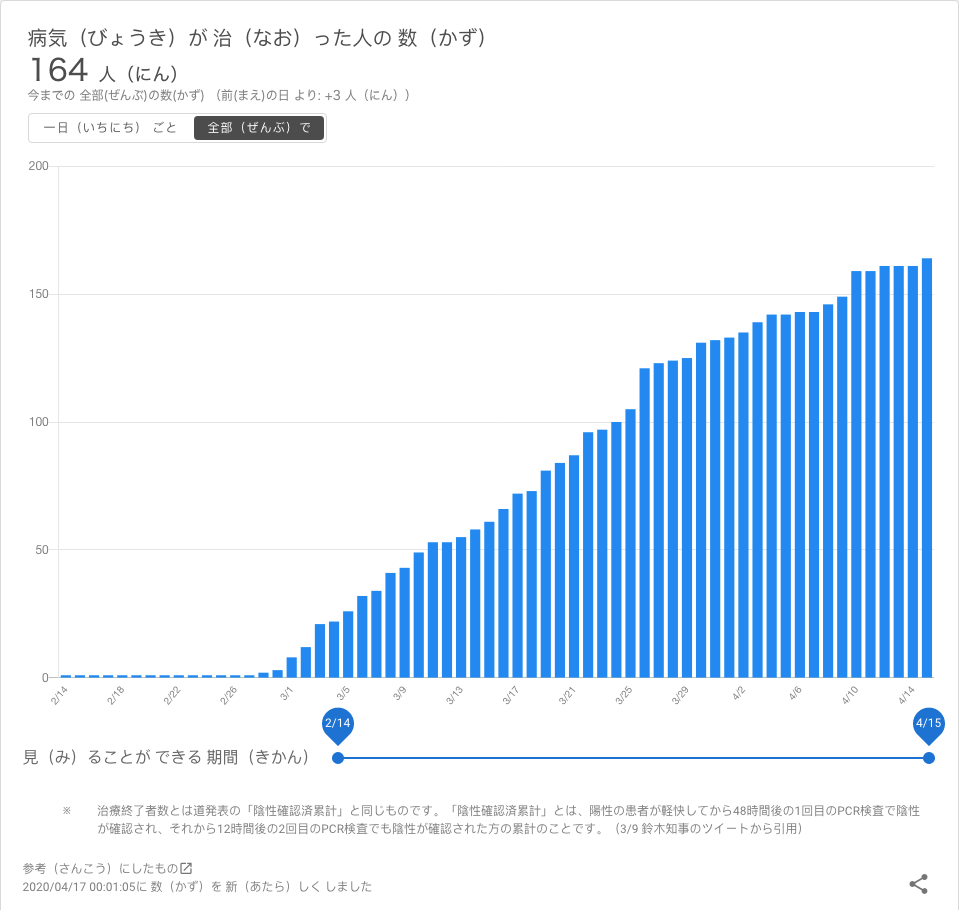 病気（びょうき）が 治（なお）った人の 数（かず）
164 人（にん）
今までの 全部(ぜんぶ)の数(かず) （前(まえ)の日 より: +3 人（にん））
一日（いちにち） ごと 全部（ぜんぶ）で
200
150
100
50
0
2/14 2/18 2/22 2/26 3/1 3/5 3/9 3/13 3/17 3/21 3/25 3/29 4/2 4/6 4/10 4/14
2/14 4/15
見（み）ることが できる 期間（きかん）
※ 治療終了者数とは道発表の「陰性確認済累計」と同じものです。「陰性確認済累計」とは、陽性の患者が軽快してから48時間後の1回目のPCR検査で陰性
が確認され、それから12時間後の2回目のPCR検査でも陰性が確認された方の累計のことです。（3/9 鈴木知事のツイートから引用）
参考（さんこう）にしたもの
2020/04/17 00:01:05に 数（かず）を 新（あたら）しく しました